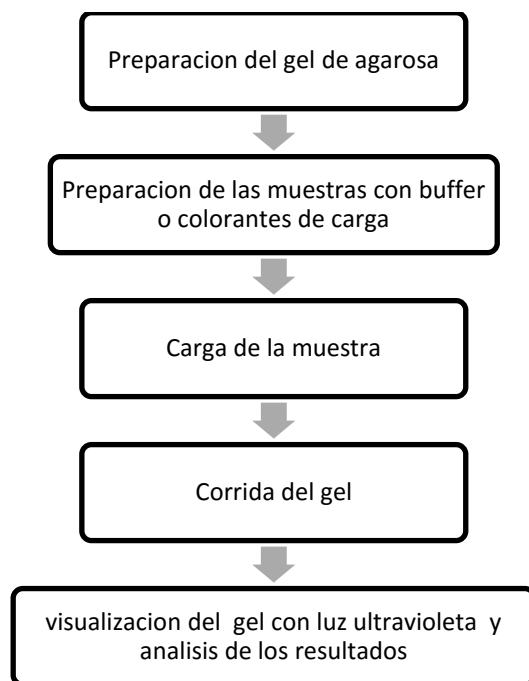 Preparacion del gel de agarosa
Preparacion de las muestras con buffer
o colorantes de carga
Carga de la muestra
Corrida del gel
visualizacion del gel con luz ultravioleta y
analisis de los resultados